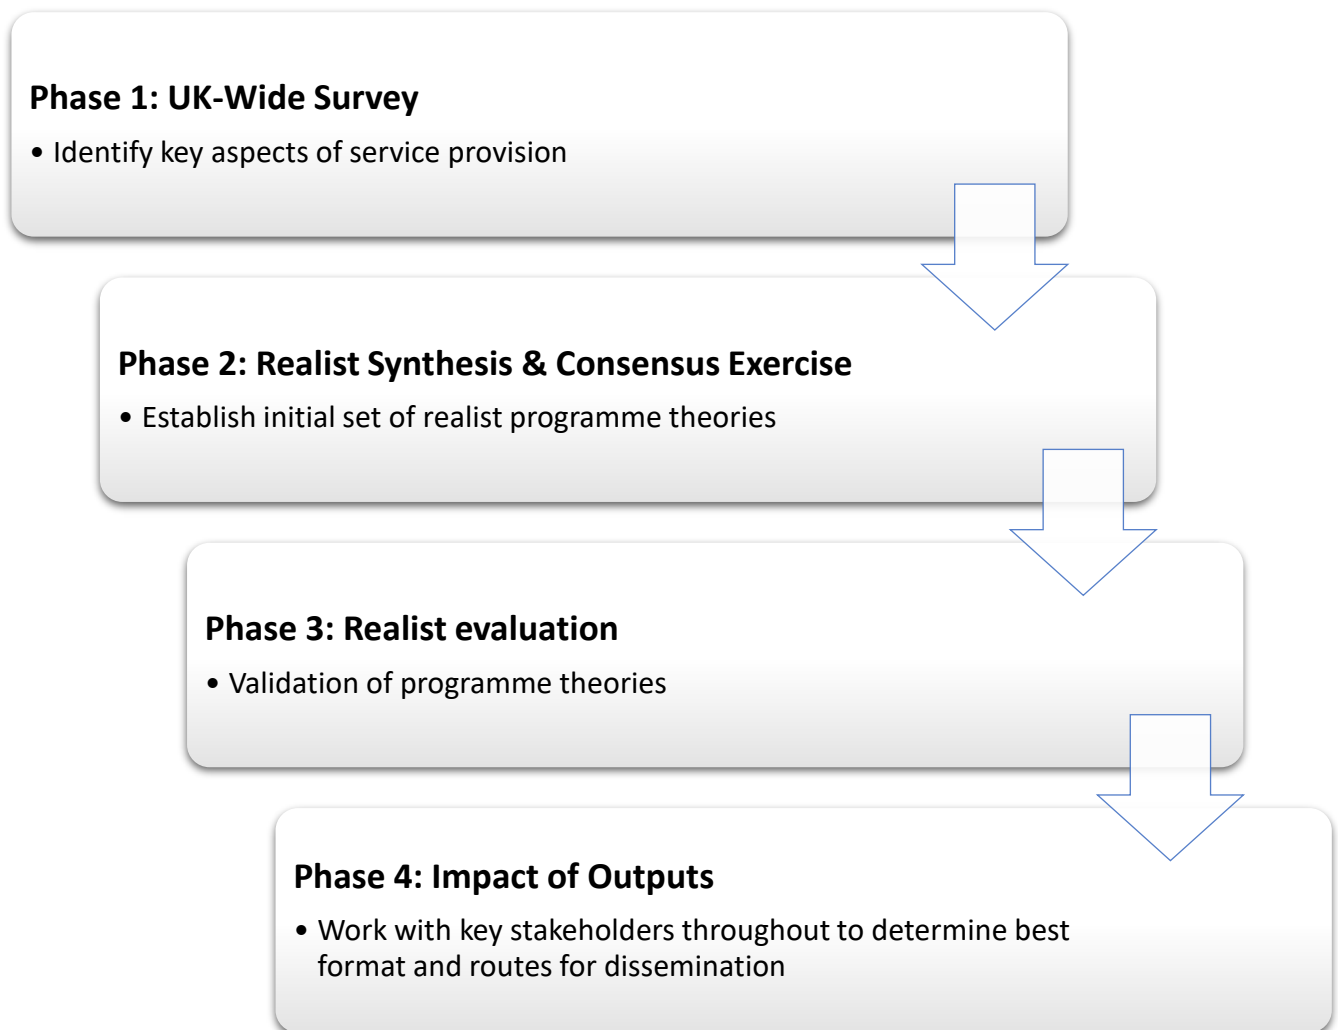 Phase 1: UK-Wide Survey
• Identify key aspects of service provision
Phase 2: Realist Synthesis & Consensus Exercise
• Establish initial set of realist programme theories
Phase 3: Realist evaluation
• Validation of programme theories
Phase 4: Impact of Outputs
• Work with key stakeholders throughout to determine best
format and routes for dissemination